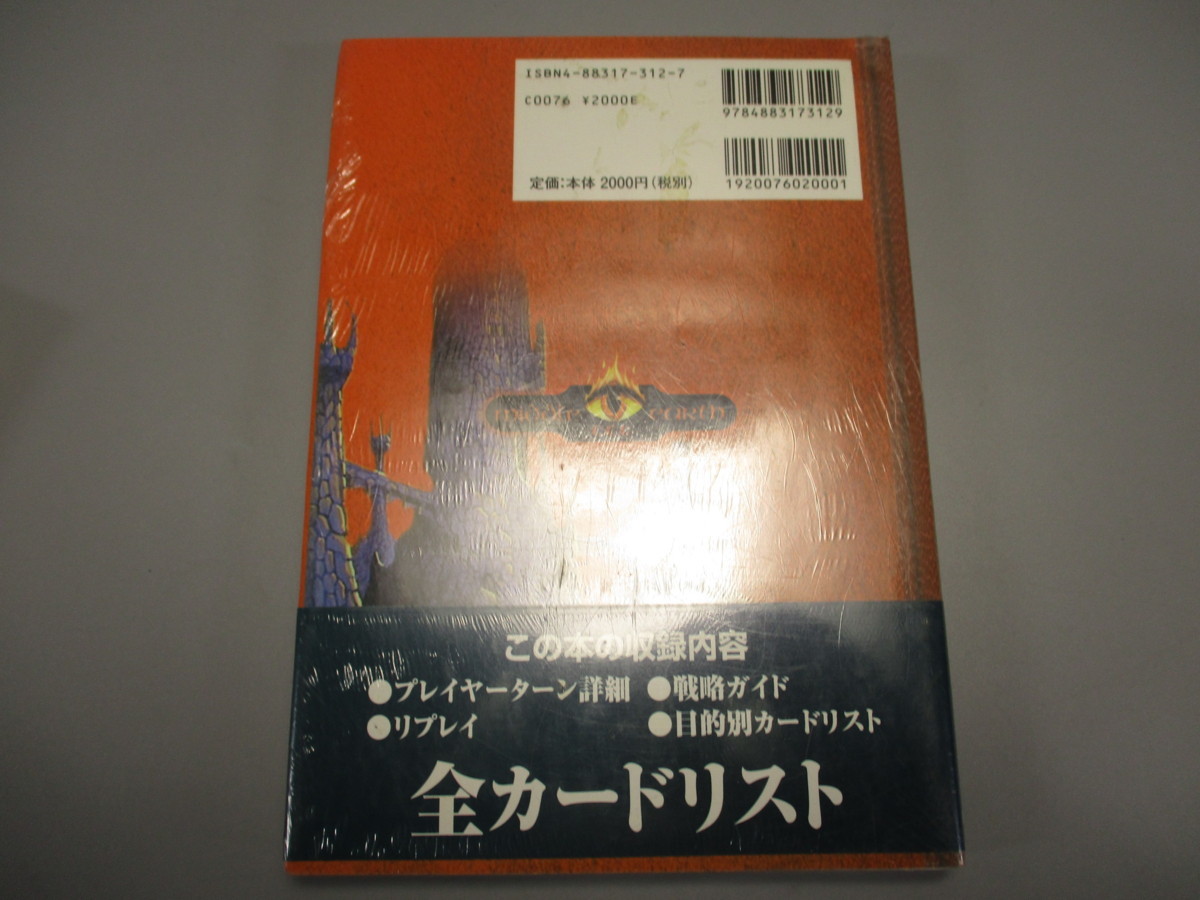 ISBN4-88317-312-7
C0076 ¥2000E
9784883173129
定価:本体 2000円(税別)
1920076020001
MIDDLE EARTH
この本の収録内容
●プレイヤーターン詳細 ●戦略ガイド
●リプレイ ●目的別カードリスト
全カードリスト